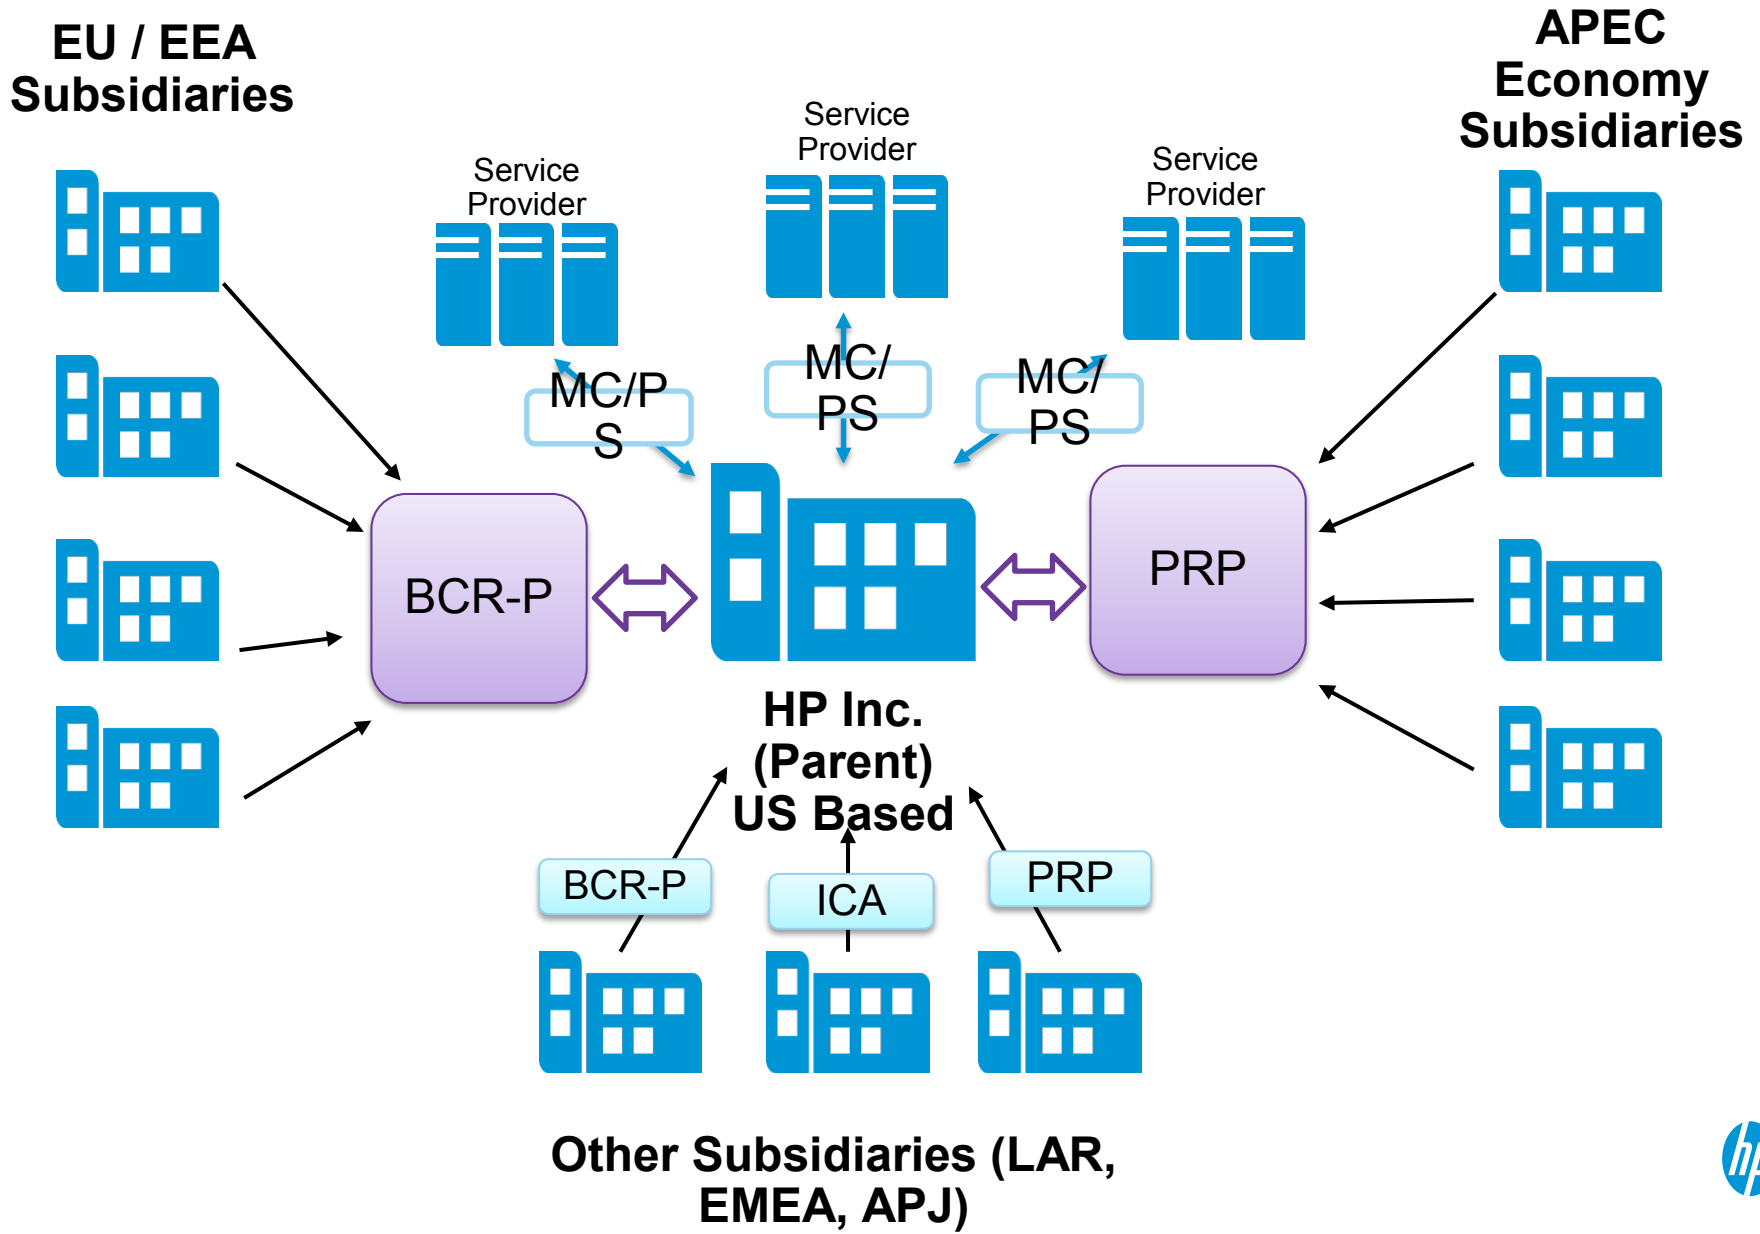 EU / EEA
Subsidiaries
APEC
Economy
Subsidiaries
Service
Provider
Service
Provider
Service
Provider
MC/P
S
MC/
PS
MC/
PS
BCR-P
PRP
HP Inc.
(Parent)
US Based
BCR-P
ICA
PRP
Other Subsidiaries (LAR,
EMEA, APJ)
hp